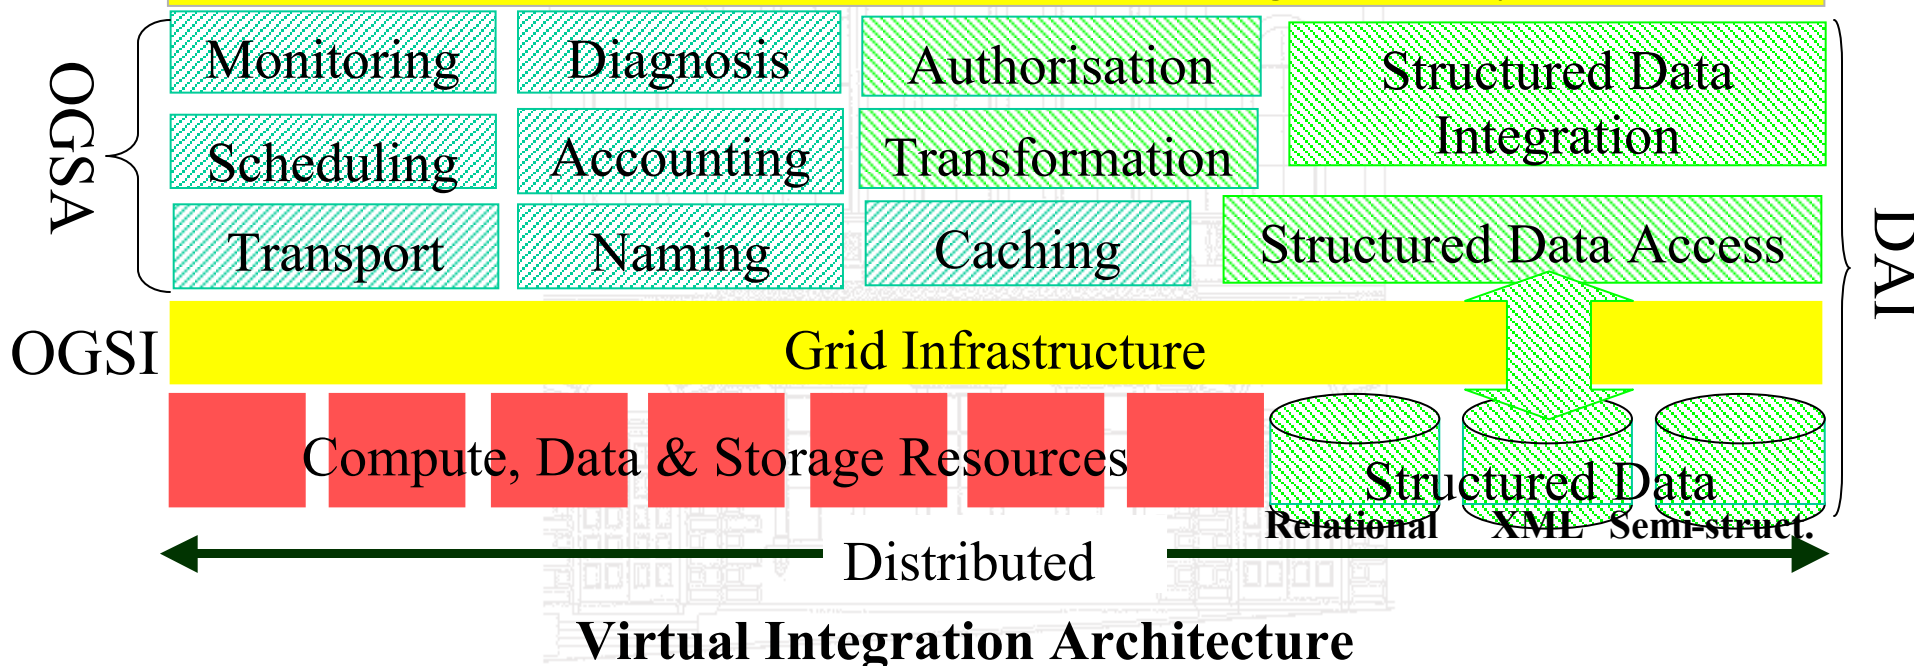 OGSA
Monitoring
Diagnosis
Authorisation
Structured Data
Integration
Scheduling
Accounting
Transformation
Transport
Naming
Caching
Structured Data Access
DAI
OGSI
Grid Infrastructure
Compute, Data & Storage Resources
Structured Data
Relational
XML
Semi-struct.
Distributed
Virtual Integration Architecture